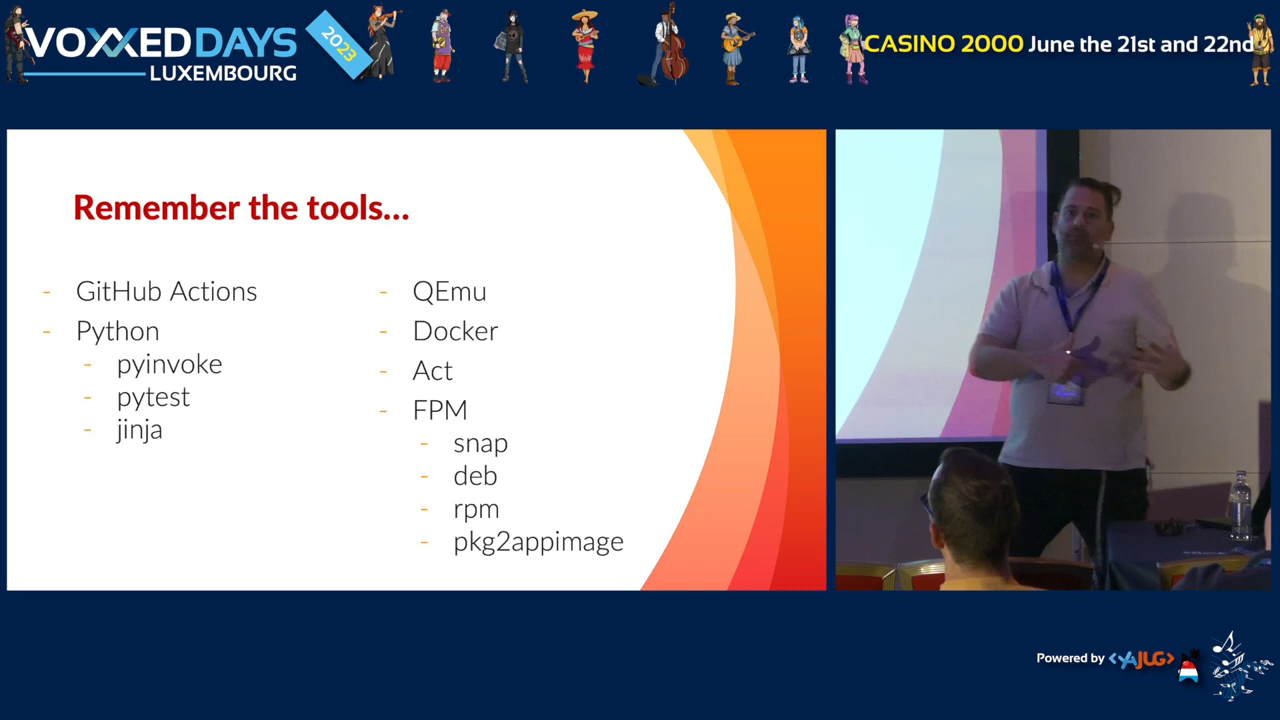 VOXXEDDAYS
LUXEMBOURG
2023
CASINO 2000 June the 21st and 22nd
Remember the tools...
- GitHub Actions
- Python
- pyinvoke
- pytest
- jinja
- QEmu
- Docker
- Act
- FPM
- snap
- deb
- rpm
- pkg2appimage
Powered by <YAJUG>